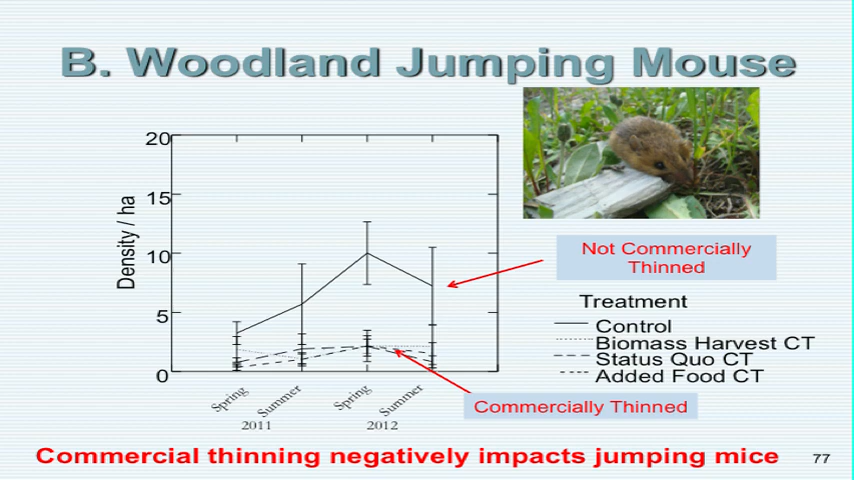 B. Woodland Jumping Mouse
20
15
10
5
0
Density / ha
Spring
Summer
Spring
Summer
2011
2012
Not Commercially
Thinned
Treatment
Control
Biomass Harvest CT
Status Quo CT
Added Food CT
Commercially Thinned
Commercial thinning negatively impacts jumping mice
77